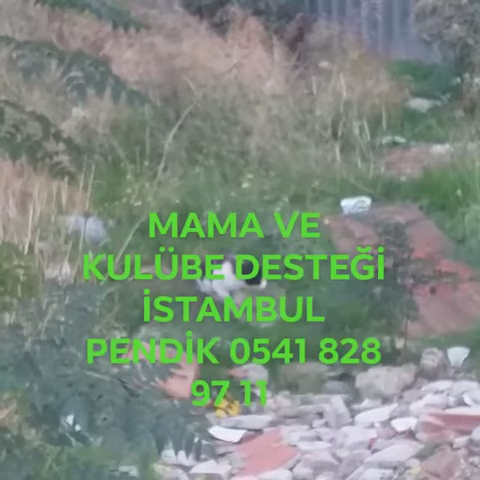 MAMA VE
KULÜBE DESTEĞİ
İSTAMBUL
PENDİK 0541 828
97 11